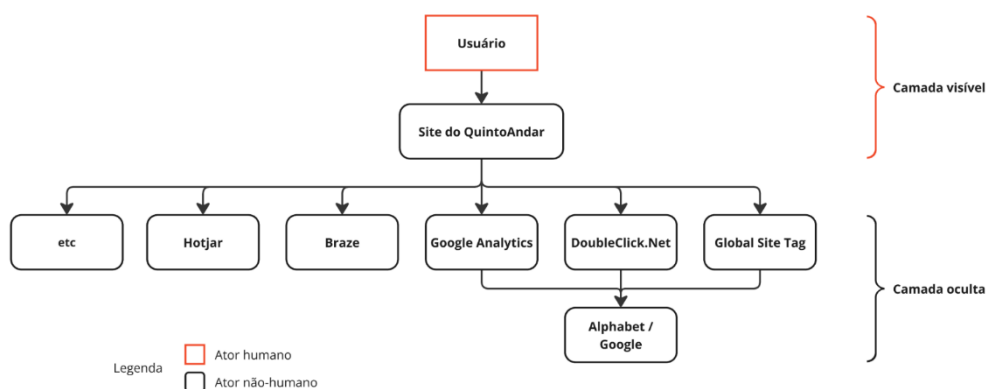 Usuário
Camada visível
Site do QuintoAndar
etc
Hotjar
Braze
Google Analytics
DoubleClick.Net
Global Site Tag
Camada oculta
Alphabet /
Google
Legenda
Ator humano
Ator não-humano